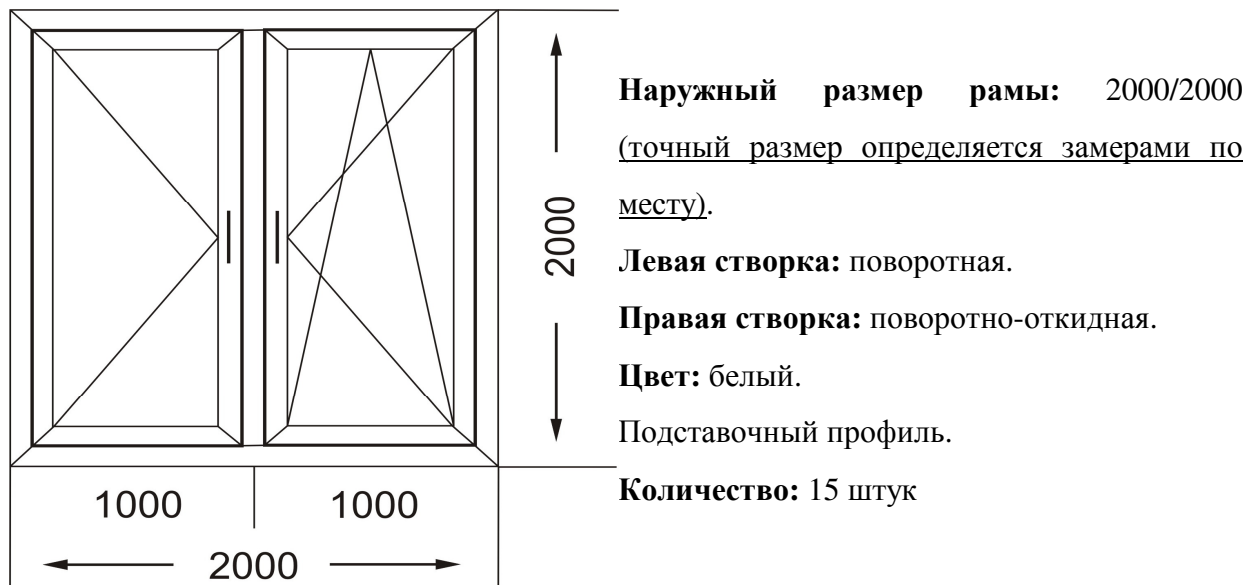 Наружный размер рамы: 2000/2000
(точный размер определяется замерами по
месту).
Левая створка: поворотная.
Правая створка: поворотно-откидная.
Цвет: белый.
Подставочный профиль.
Количество: 15 штук
2000
1000 1000
2000